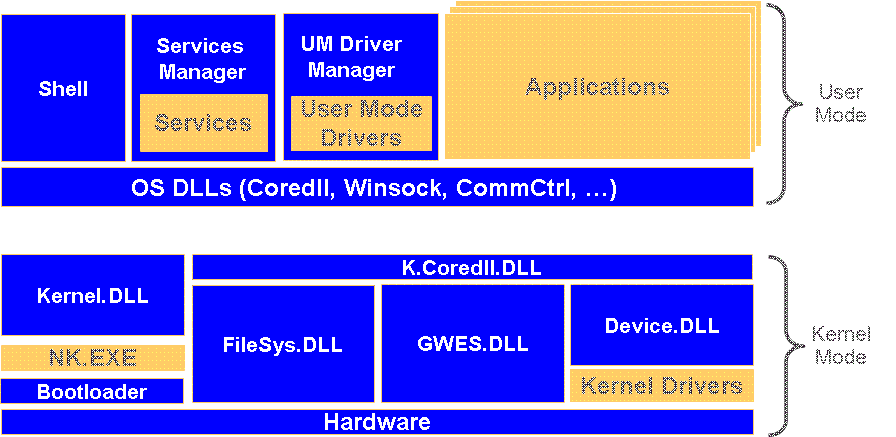 Shell
Services
Manager
Services
UM Driver
Manager
User Mode
Drivers
Applications
User
Mode
OS DLLs (Coredll, Winsock, CommCtrl, …)
Kernel.DLL
NK.EXE
Bootloader
K.Coredll.DLL
FileSys.DLL
GWES.DLL
Device.DLL
Kernel Drivers
Kernel
Mode
Hardware